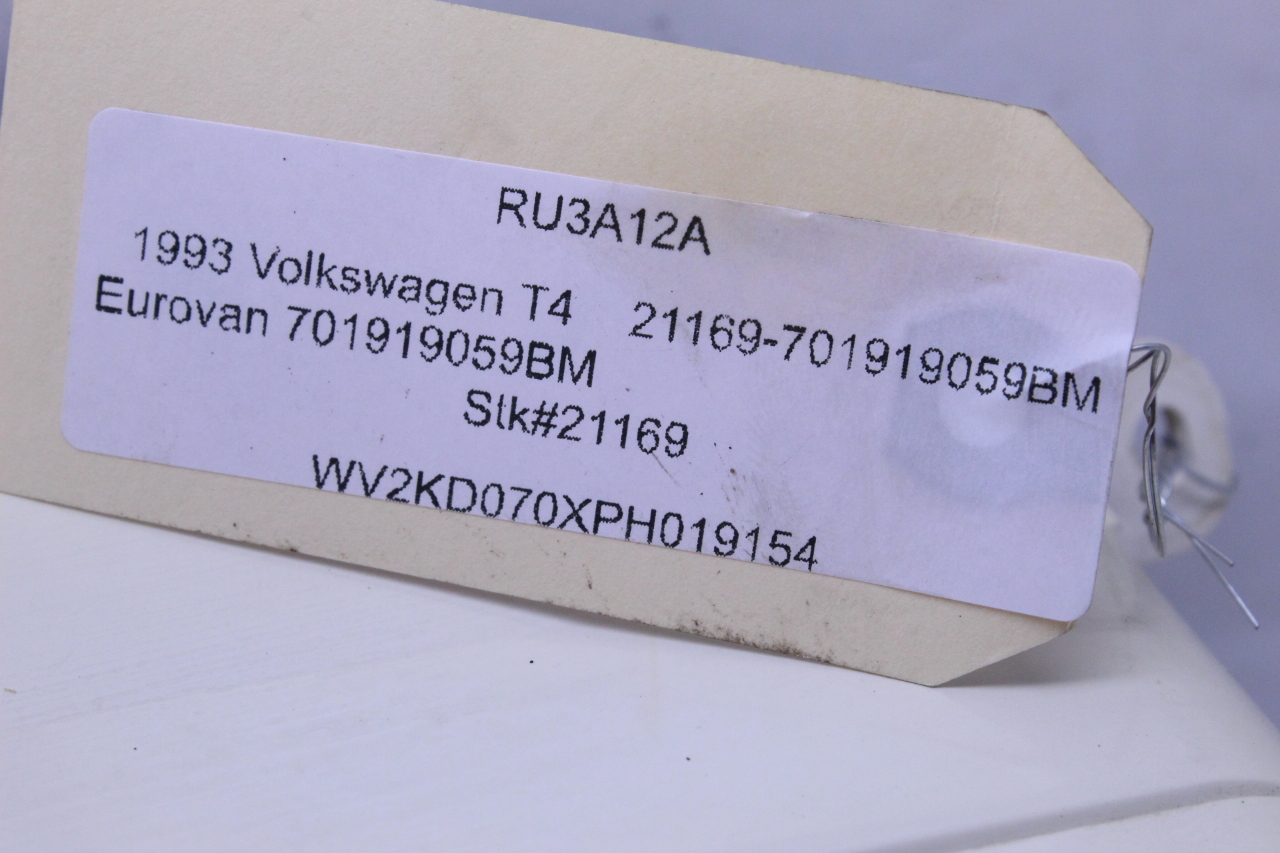 RU3A12A
1993 Volkswagen T4 21169-701919059BM
Eurovan 701919059BM
Stk#21169
WV2KD070XPH019154